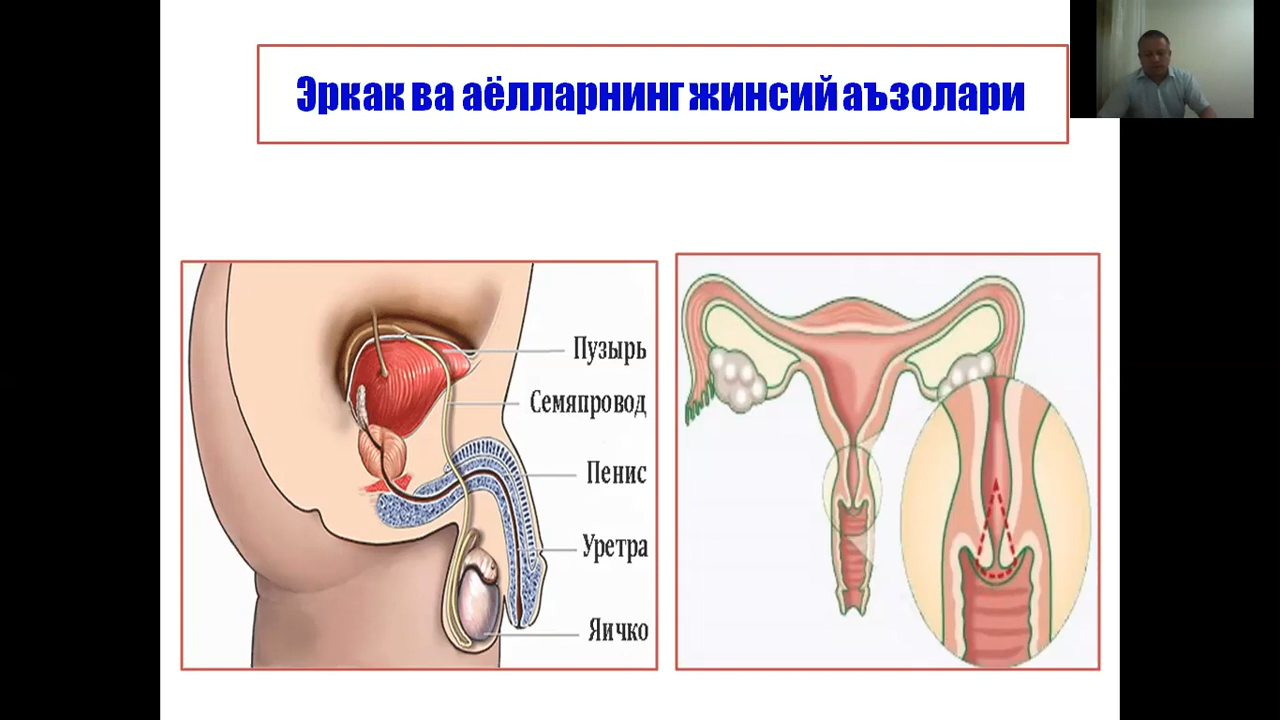 Эркак ва аёлларнинг жинсий аъзолари
Пузырь
Семяпровод
Пенис
Уретра
Яичко